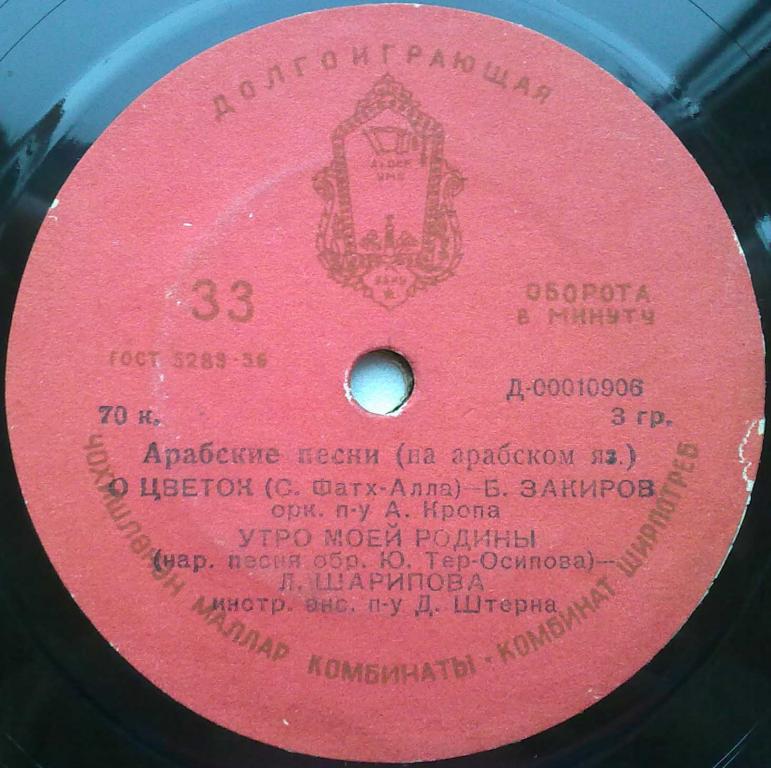 ДОЛГОИГРАЮЩАЯ
БАКУ
33
ОБОРОТА
В МИНУТУ
ГОСТ 5289-56
Д-00010906
70 к.
3 гр.
Арабские песни (на арабском яз.)
О ЦВЕТОК (С. Фатх-Алла)—Б. ЗАКИРОВ
орк. п-у А. Кропа
УТРО МОЕЙ РОДИНЫ
(нар. песня обр. Ю. Тер-Осипова)—
Л. ШАРИПОВА
инстр. анс. п-у Д. Штерна
МАЛЛАР КОМБИНАТЫ · КОМБИНАТ ШИРПОТРЕБ